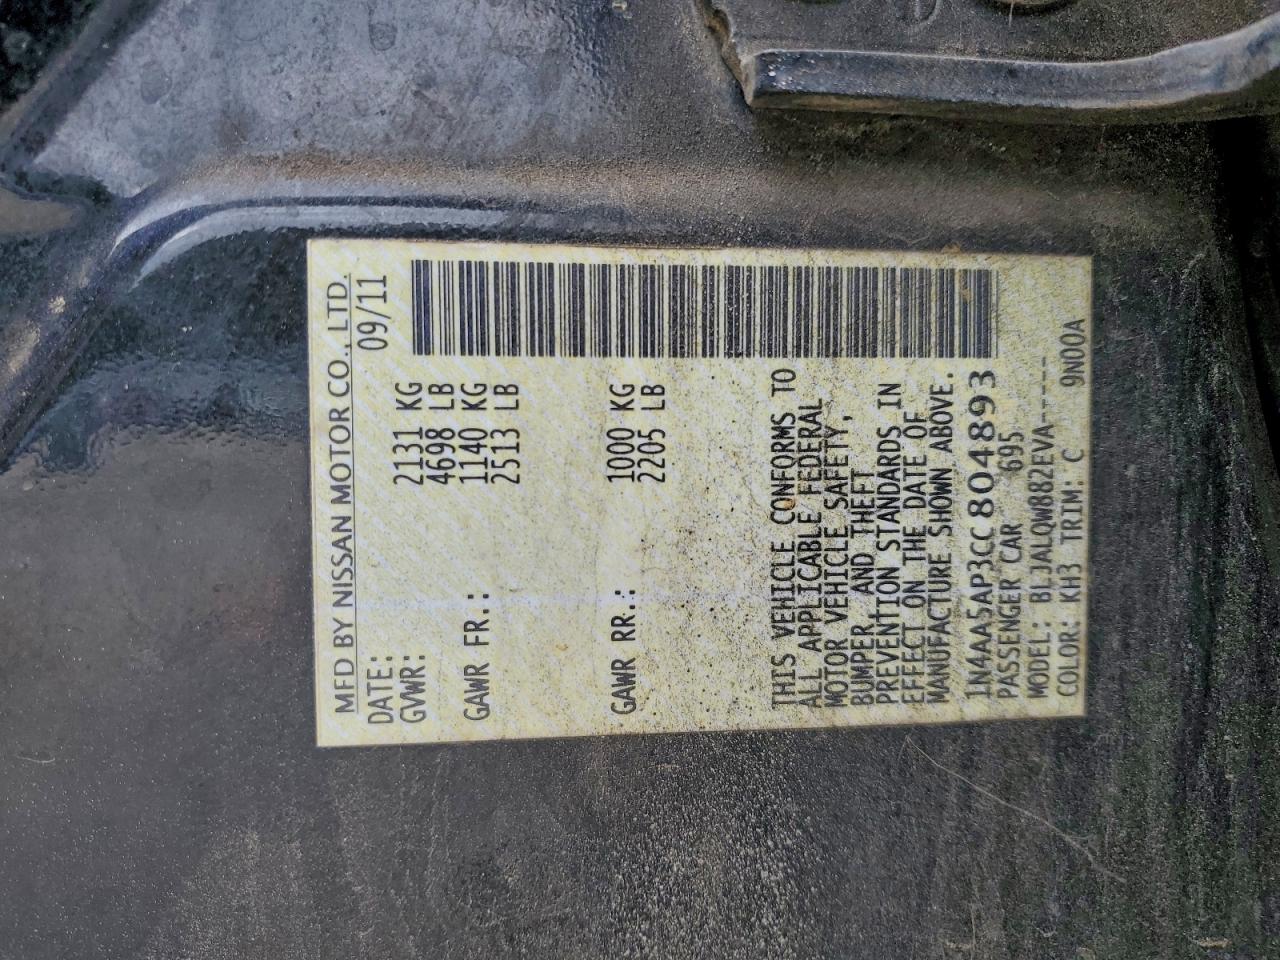 MFD BY NISSAN MOTOR CO., LTD.
DATE: 09/11
GVWR: 2131 KG
4698 LB
GAWR FR.: 1140 KG
2513 LB
GAWR RR.: 1000 KG
2205 LB
THIS VEHICLE CONFORMS TO
ALL APPLICABLE FEDERAL
MOTOR VEHICLE SAFETY,
BUMPER, AND THEFT
PREVENTION STANDARDS IN
EFFECT ON THE DATE OF
MANUFACTURE SHOWN ABOVE.
1N4AA5AP3CC804893
PASSENGER CAR 695
MODEL: BLJALQW882EVA-----
COLOR: KH3 TRIM: C 9N00A